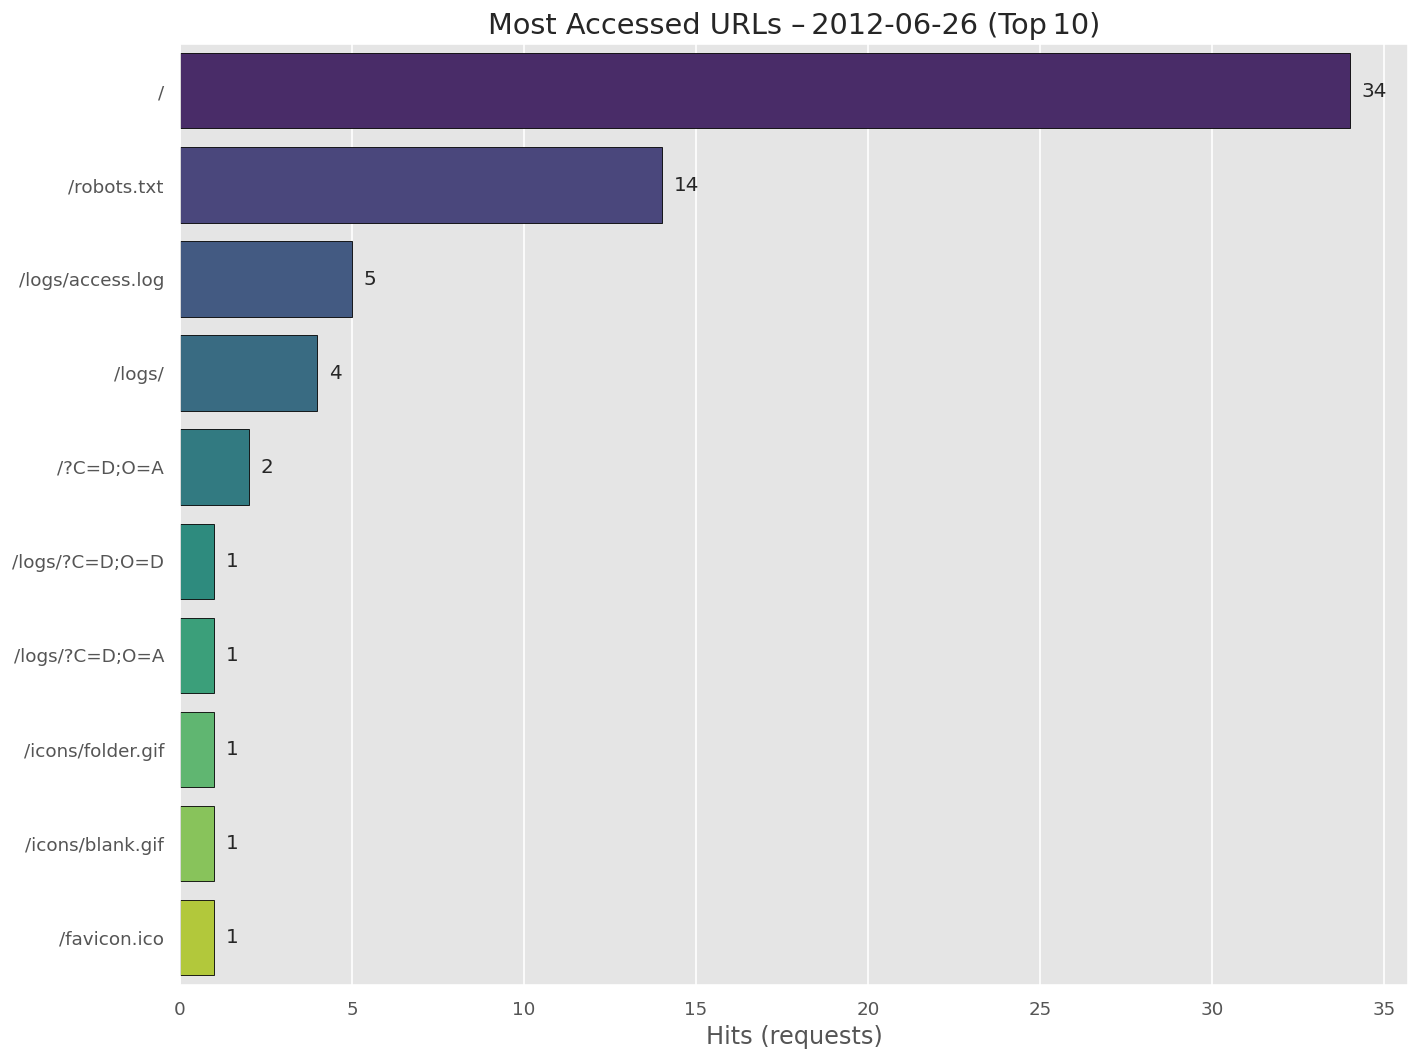 Most Accessed URLs – 2012-06-26 (Top 10)
/
34
/robots.txt
14
/logs/access.log
5
/logs/
4
/?C=D;O=A
2
/logs/?C=D;O=D
1
/logs/?C=D;O=A
1
/icons/folder.gif
1
/icons/blank.gif
1
/favicon.ico
1
0 5 10 15 20 25 30 35
Hits (requests)